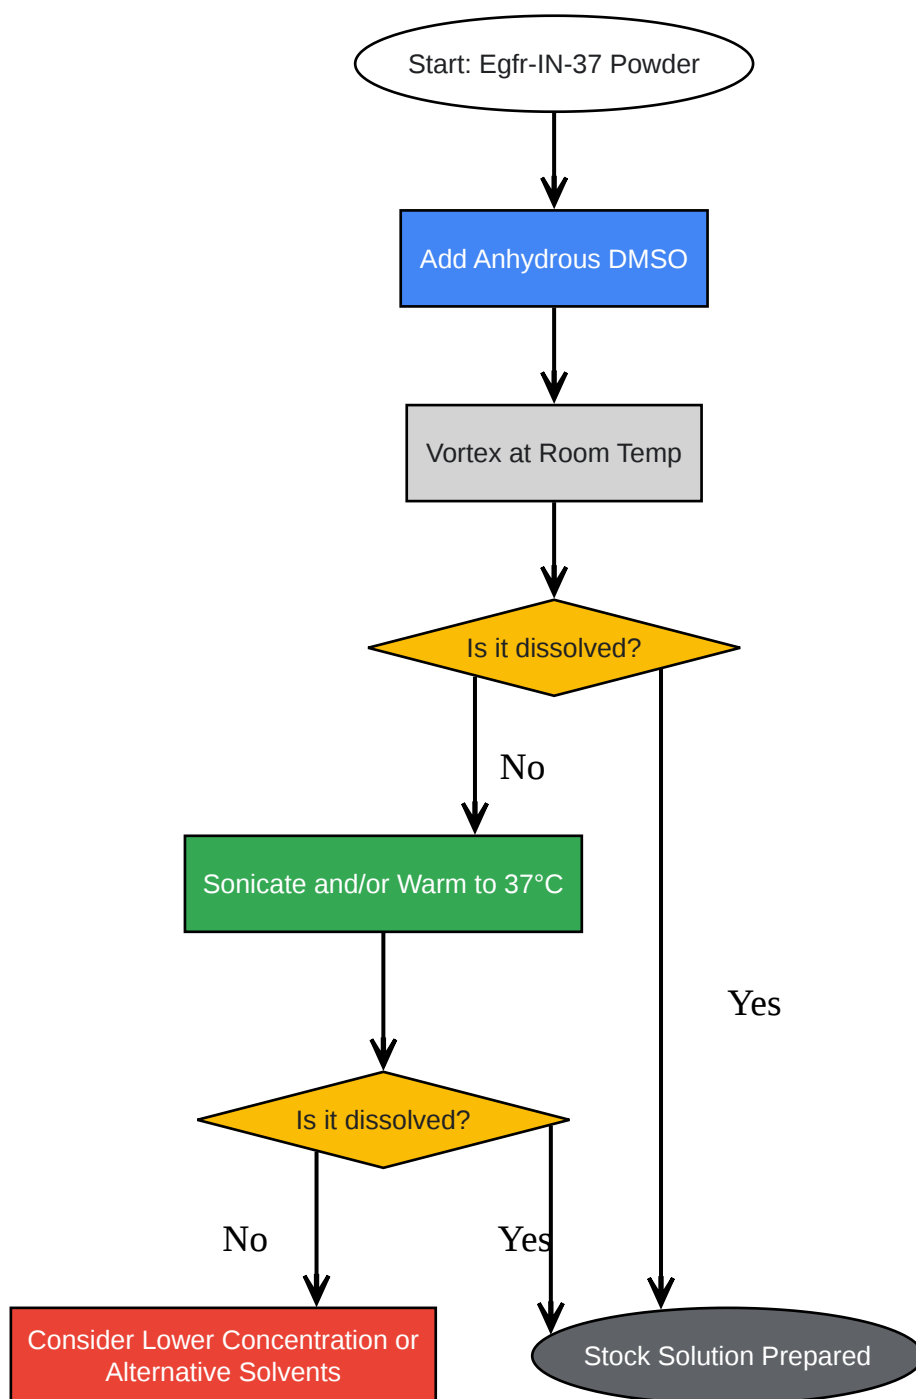 Start: Egfr-IN-37 Powder
Add Anhydrous DMSO
Vortex at Room Temp
Is it dissolved?
No
Sonicate and/or Warm to 37°C
Yes
Is it dissolved?
No
Yes
Consider Lower Concentration or
Alternative Solvents
Stock Solution Prepared